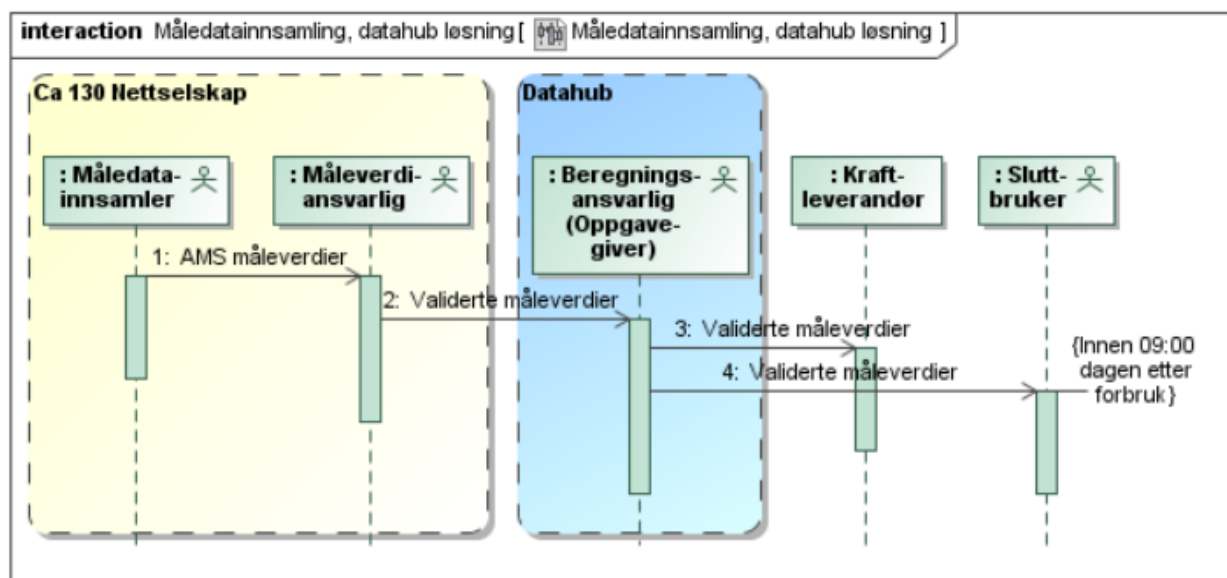 interaction Måledatainnsamling, datahub løsning [ Måledatainnsamling, datahub løsning ]
Ca 130 Nettselskap
Datahub
: Måledata-
innsamler
: Måleverdi-
ansvarlig
: Beregnings-
ansvarlig
(Oppgave-
giver)
: Kraft-
leverandør
: Slutt-
bruker
1: AMS måleverdier
2: Validerte måleverdier
3: Validerte måleverdier
4: Validerte måleverdier
{Innen 09:00
dagen etter
forbruk}